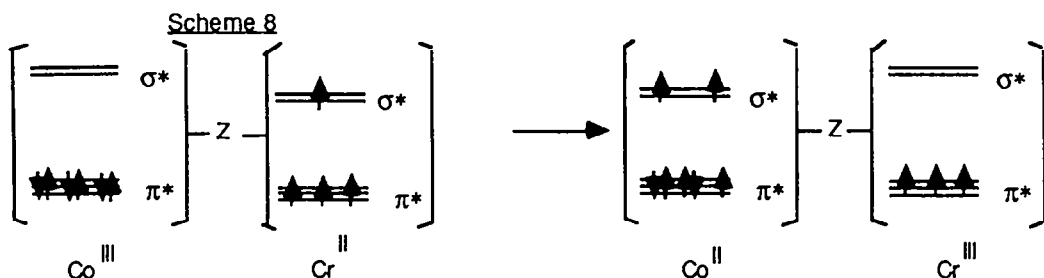 Scheme 8
σ* σ* σ* σ*
Z Z
π* π* π* π*
Co III Cr II Co II Cr III